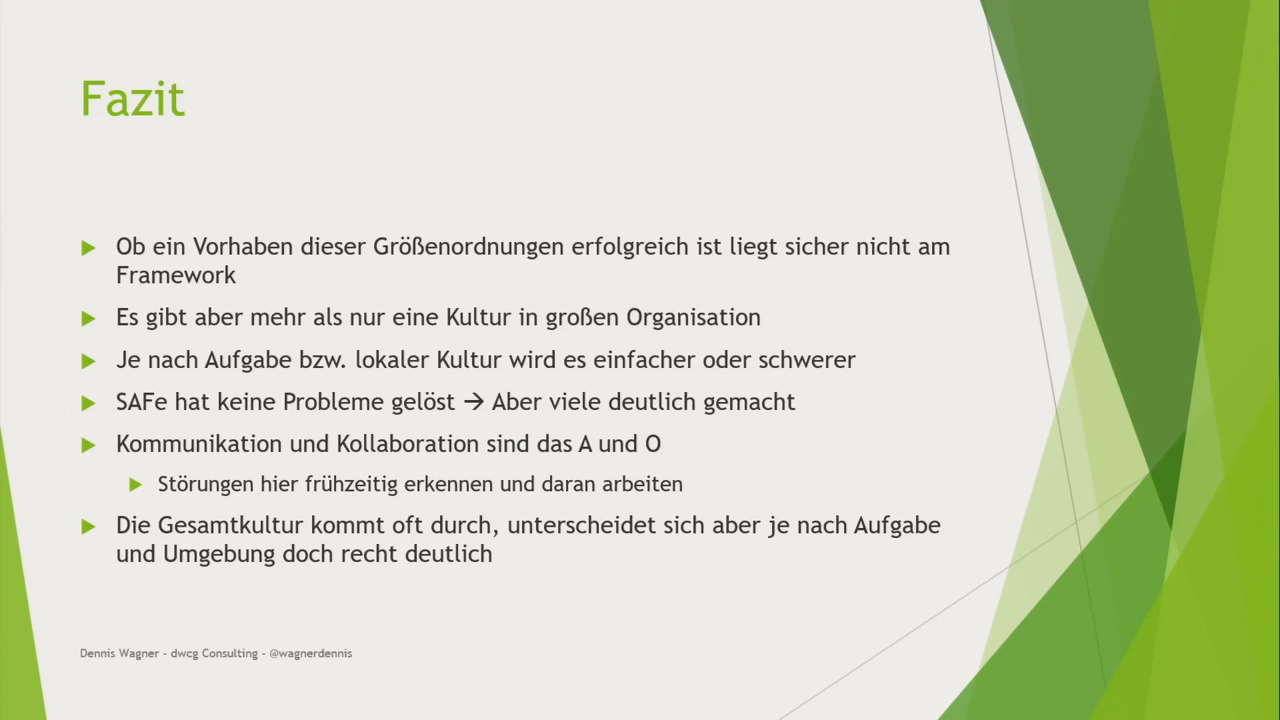 Fazit
Ob ein Vorhaben dieser Größenordnungen erfolgreich ist liegt sicher nicht am
Framework
Es gibt aber mehr als nur eine Kultur in großen Organisation
Je nach Aufgabe bzw. lokaler Kultur wird es einfacher oder schwerer
SAFe hat keine Probleme gelöst → Aber viele deutlich gemacht
Kommunikation und Kollaboration sind das A und O
Störungen hier frühzeitig erkennen und daran arbeiten
Die Gesamtkultur kommt oft durch, unterscheidet sich aber je nach Aufgabe
und Umgebung doch recht deutlich
Dennis Wagner - dwcg Consulting - @wagnerdennis